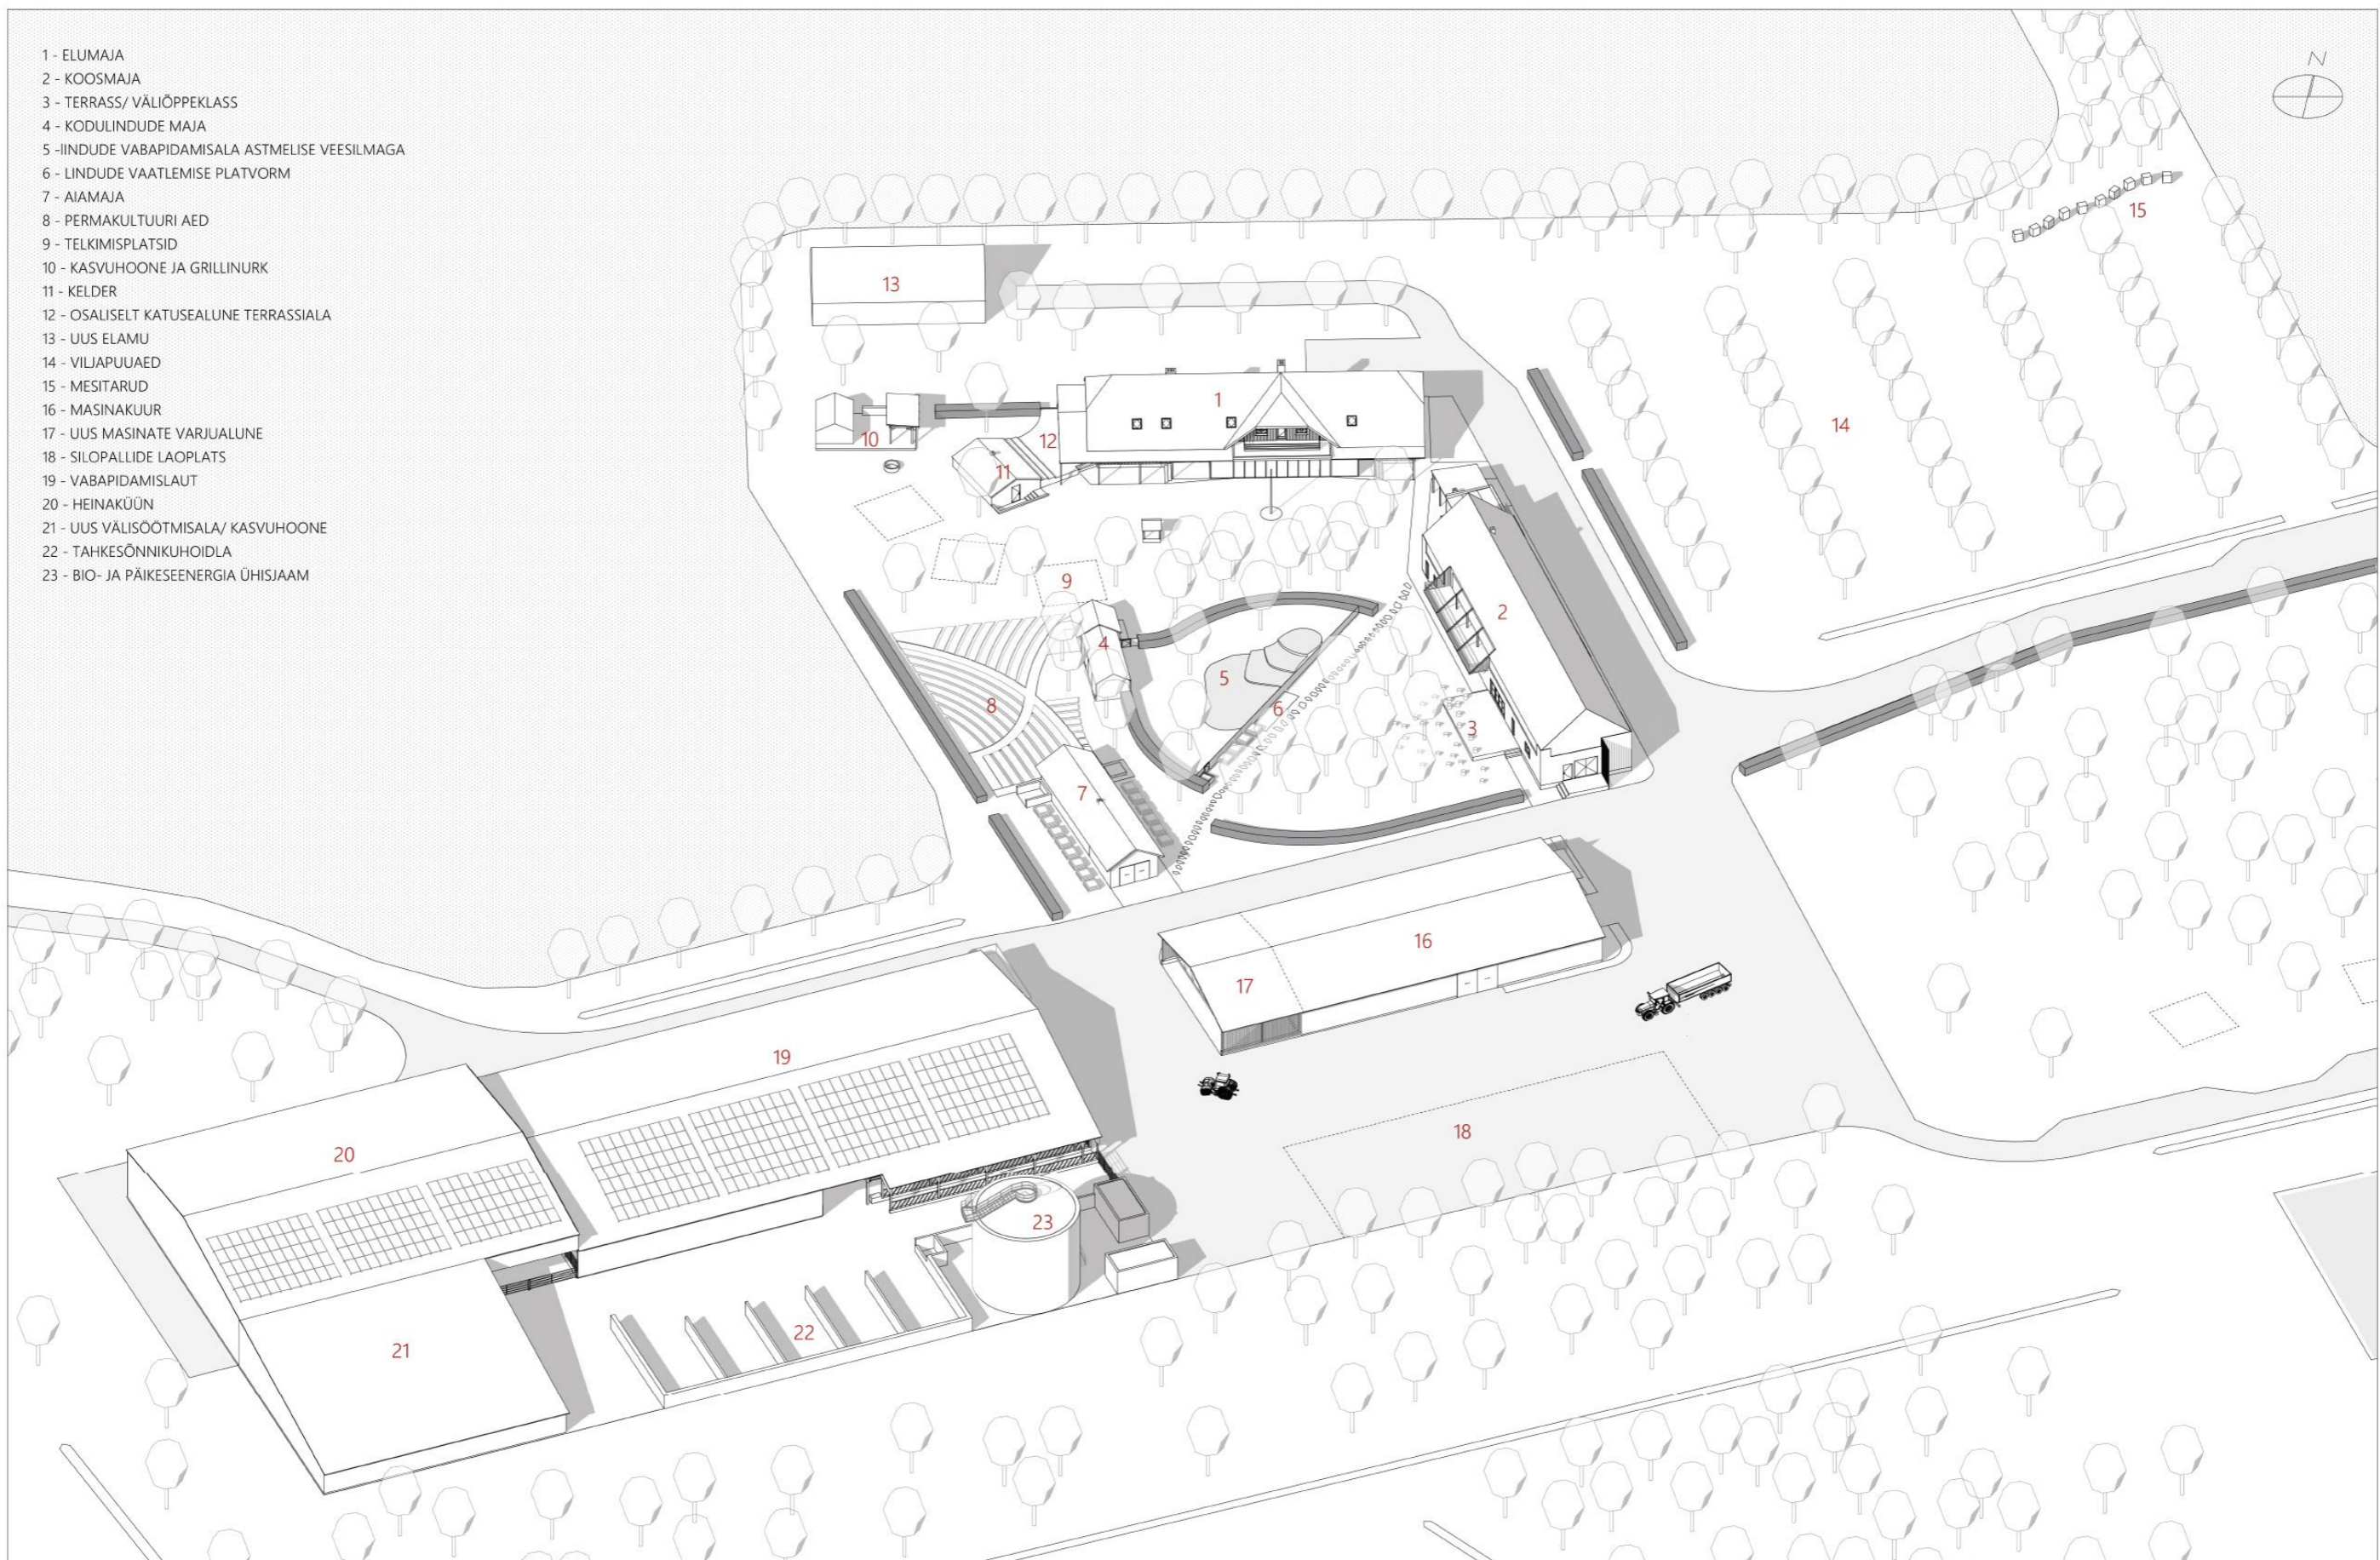 1 - ELUMAJA
2 - KOOSMAJA
3 - TERRASS/ VÄLIÕPPEKLASS
4 - KODULINDUDE MAJA
5 -IINDUDE VABAPIDAMISALA ASTMELISE VEESILMAGA
6 - LINDUDE VAATLEMISE PLATVORM
7 - AIAMAJA
8 - PERMAKULTUURI AED
9 - TELKIMISPLATSID
10 - KASVUHOONE JA GRILLINURK
11 - KELDER
12 - OSALISELT KATUSEALUNE TERRASSIALA
13 - UUS ELAMU
14 - VILJAPUUAED
15 - MESITARUD
16 - MASINAKUUR
17 - UUS MASINATE VARJUALUNE
18 - SILOPALLIDE LAOPLATS
19 - VABAPIDAMISLAUT
20 - HEINAKÜÜN
21 - UUS VÄLISÖÖTMISALA/ KASVUHOONE
22 - TAHKESÕNNIKUHOIDLA
23 - BIO- JA PÄIKESEENERGIA ÜHISJAAM
N
15
13
1
14
10
12
11
9
2
4
5
8
6
3
7
16
17
19
18
20
23
22
21